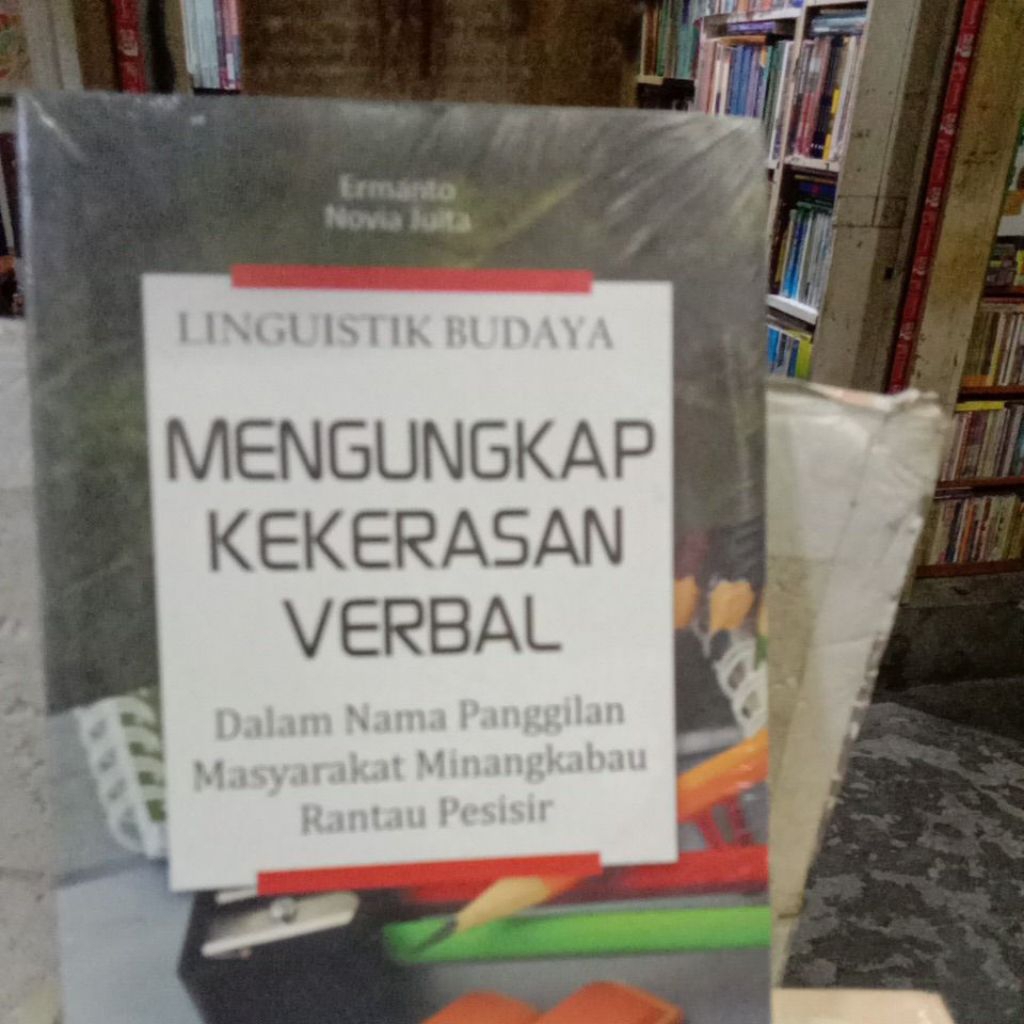 Ermanto
Novia Juita
LINGUISTIK BUDAYA
MENGUNGKAP
KEKERASAN
VERBAL
Dalam Nama Panggilan
Masyarakat Minangkabau
Rantau Pesisir